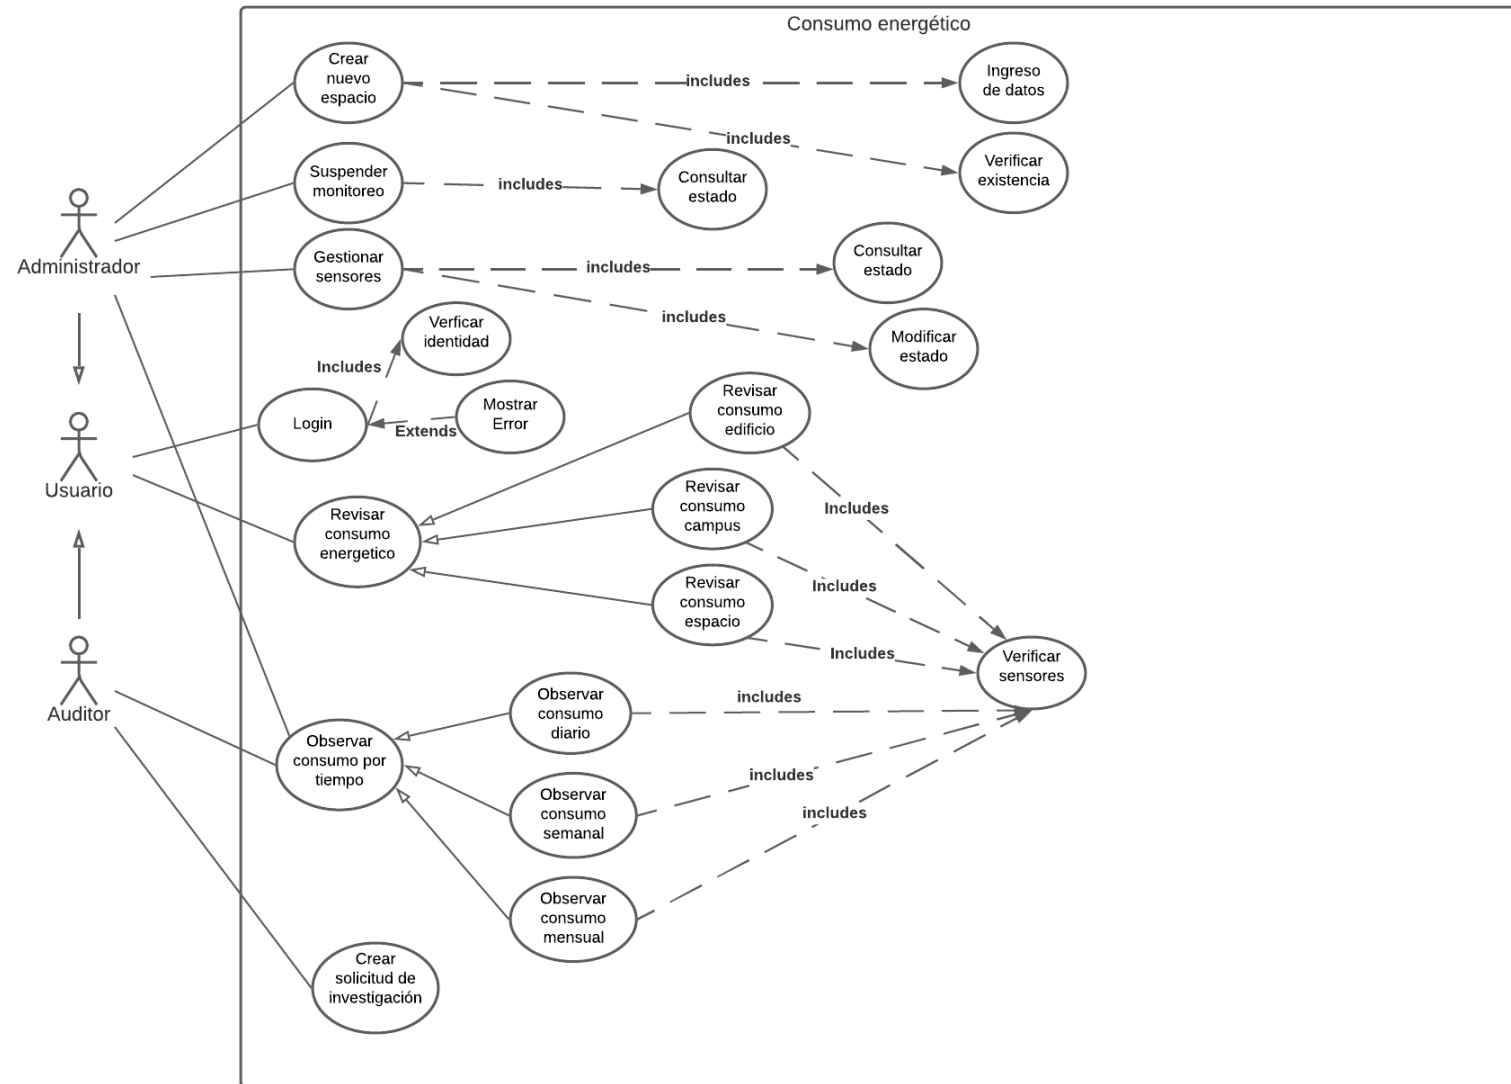 Consumo energético
Crear
nuevo
espacio
includes
Ingreso
de datos
includes
Verificar
existencia
Suspender
monitoreo
includes
Consultar
estado
Administrador
Gestionar
sensores
includes
Consultar
estado
includes
Modificar
estado
Verficar
identidad
Includes
Login
Mostrar
Error
Extends
Revisar
consumo
edificio
Usuario
Revisar
consumo
campus
Includes
Revisar
consumo
energetico
Includes
Revisar
consumo
espacio
Includes
Verificar
sensores
Auditor
Observar
consumo
diario
includes
Observar
consumo por
tiempo
includes
Observar
consumo
semanal
includes
Observar
consumo
mensual
Crear
solicitud de
investigación